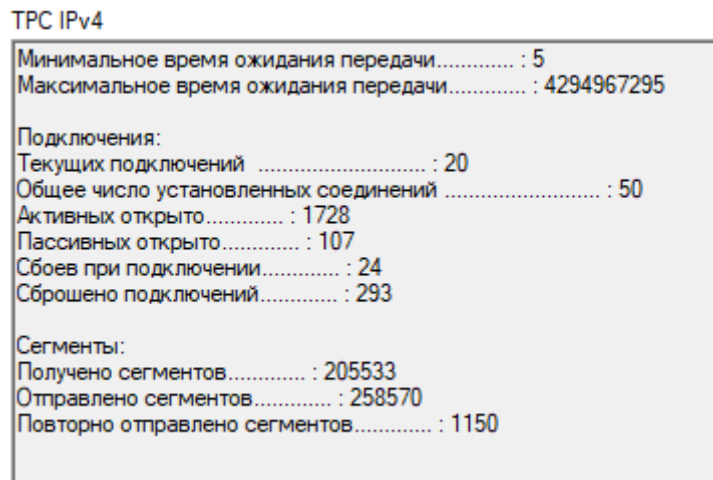 TPC IPv4
Минимальное время ожидания передачи............. : 5
Максимальное время ожидания передачи............. : 4294967295
Подключения:
Текущих подключений ............................ : 20
Общее число установленных соединений .......................... : 50
Активных открыто............. : 1728
Пассивных открыто............. : 107
Сбоев при подключении............. : 24
Сброшено подключений............. : 293
Сегменты:
Получено сегментов............. : 205533
Отправлено сегментов............. : 258570
Повторно отправлено сегментов............. : 1150